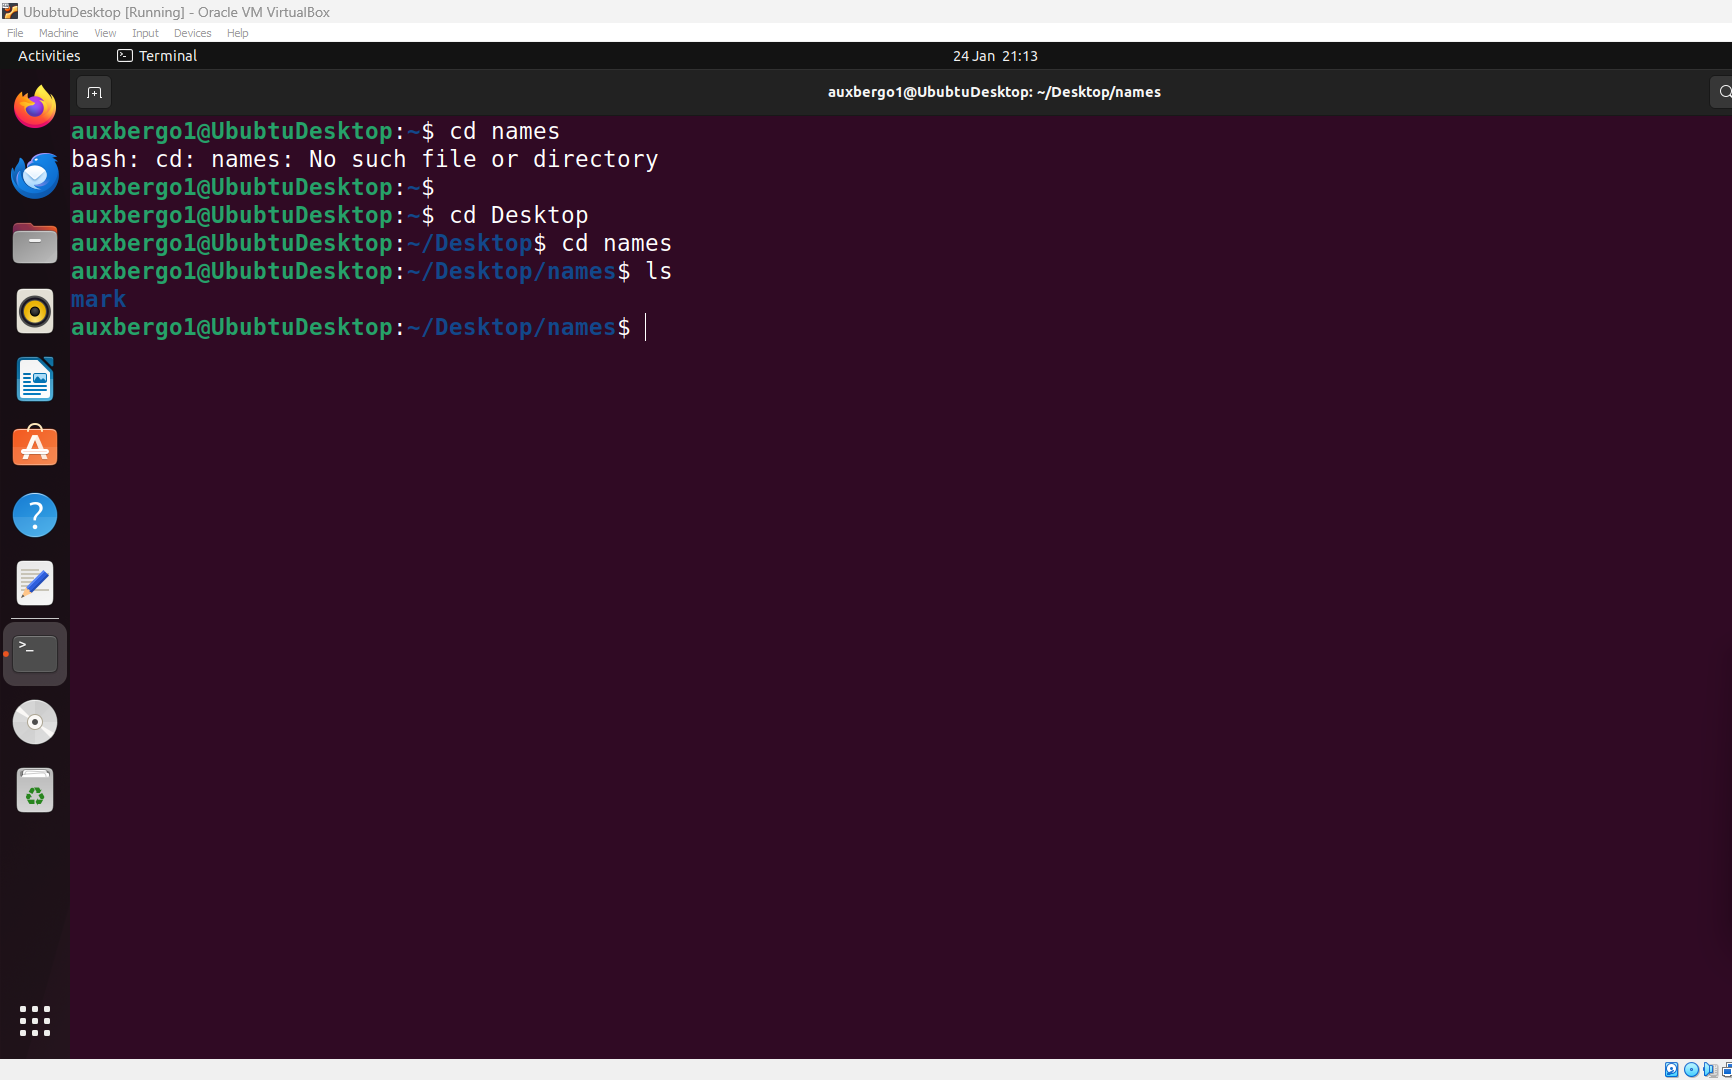 UbubtuDesktop [Running] - Oracle VM VirtualBox
File Machine View Input Devices Help
Activities Terminal 24 Jan 21:13
auxbergo1@UbubtuDesktop: ~/Desktop/names
auxbergo1@UbubtuDesktop:~$ cd names
bash: cd: names: No such file or directory
auxbergo1@UbubtuDesktop:~$
auxbergo1@UbubtuDesktop:~$ cd Desktop
auxbergo1@UbubtuDesktop:~/Desktop$ cd names
auxbergo1@UbubtuDesktop:~/Desktop/names$ ls
mark
auxbergo1@UbubtuDesktop:~/Desktop/names$